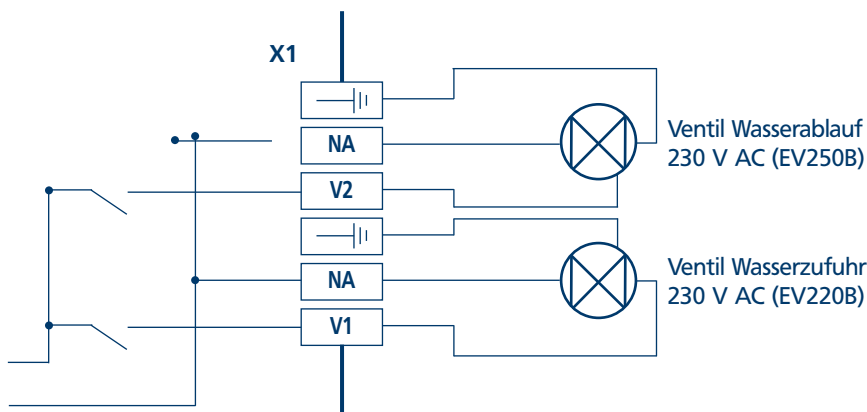 X1
NA
Ventil Wasserablauf
230 V AC (EV250B)
V2
NA
Ventil Wasserzufuhr
230 V AC (EV220B)
V1